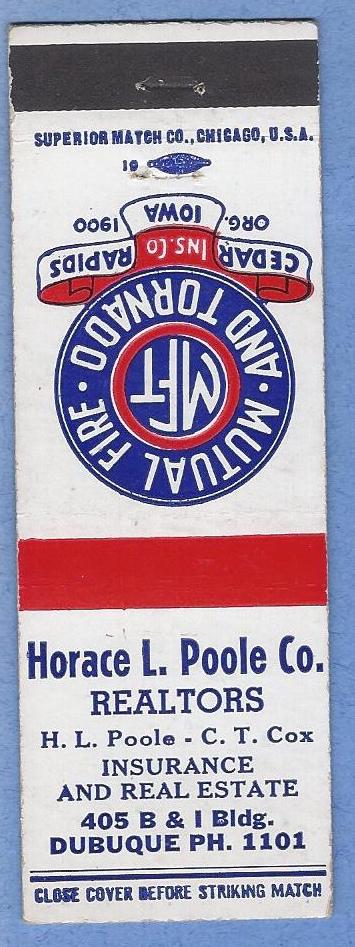 SUPERIOR MATCH CO., CHICAGO, U.S.A.
19
MUTUAL FIRE • AND TORNADO •
MFT
CEDAR INS. CO RAPIDS
ORG. IOWA 1900
Horace L. Poole Co.
REALTORS
H. L. Poole - C. T. Cox
INSURANCE
AND REAL ESTATE
405 B & I Bldg.
DUBUQUE PH. 1101
CLOSE COVER BEFORE STRIKING MATCH